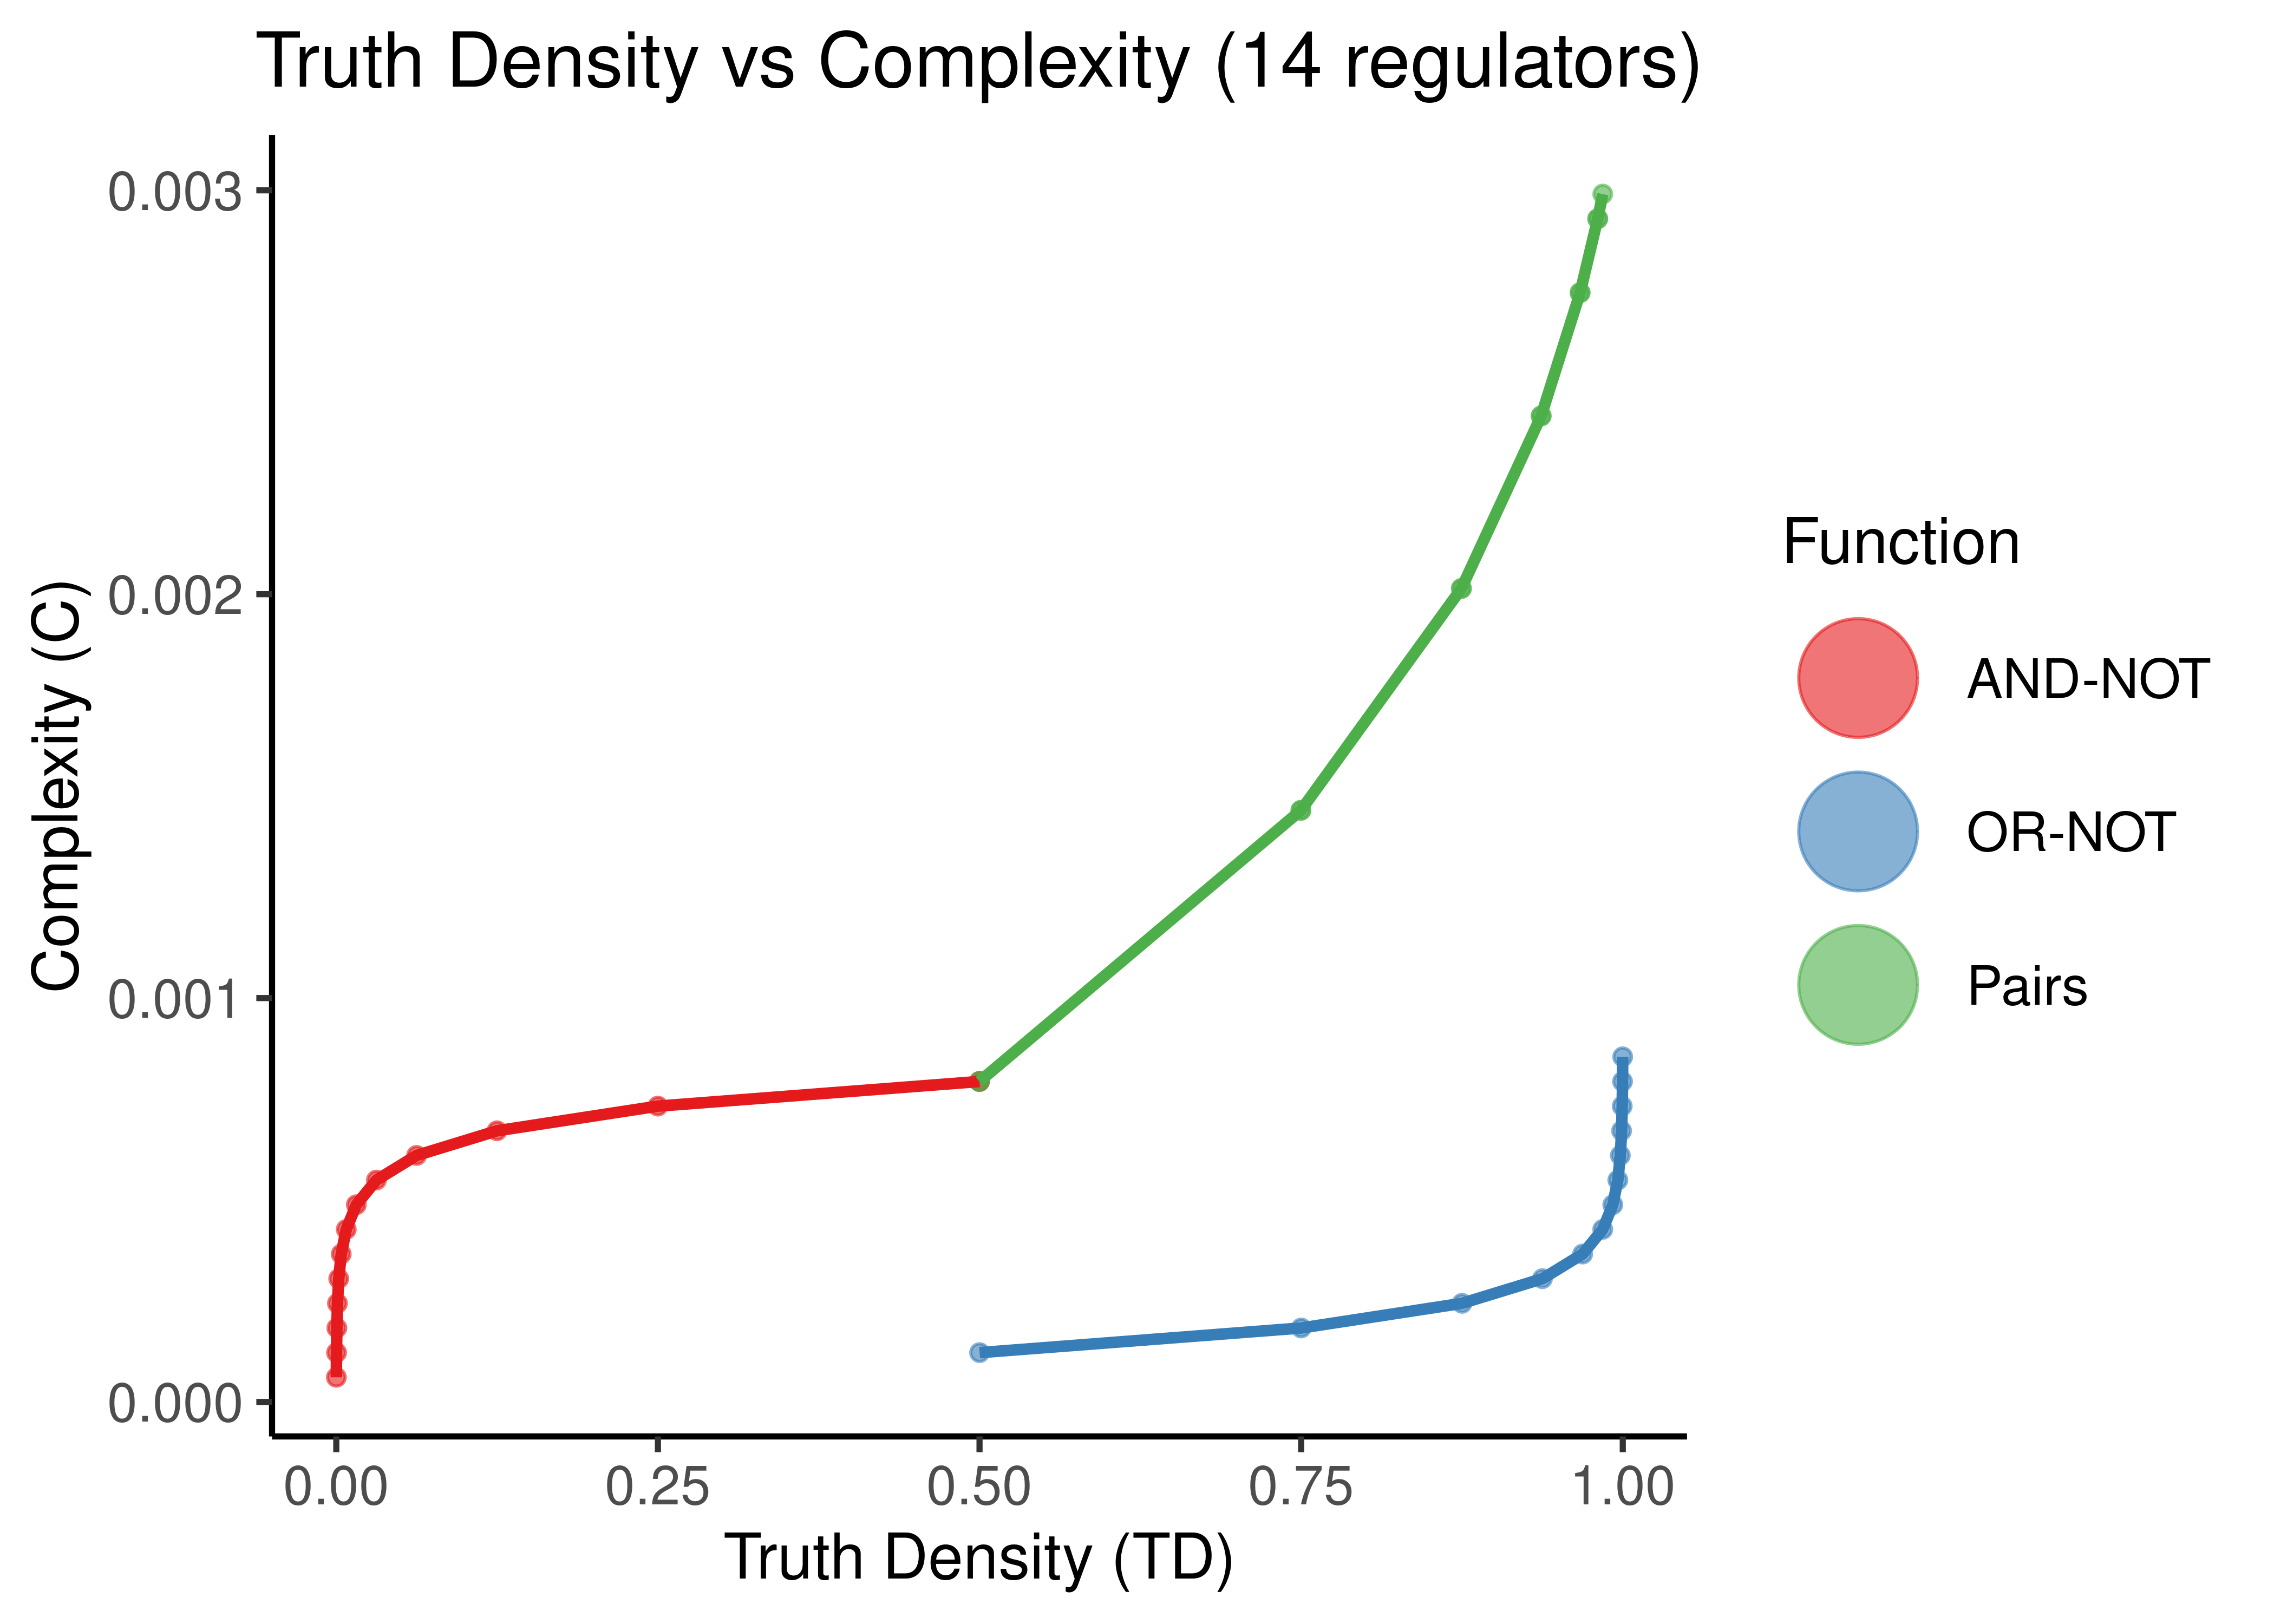 Truth Density vs Complexity (14 regulators)
Complexity (C)
0.003
0.002
0.001
0.000
0.00 0.25 0.50 0.75 1.00
Truth Density (TD)
Function
AND-NOT
OR-NOT
Pairs